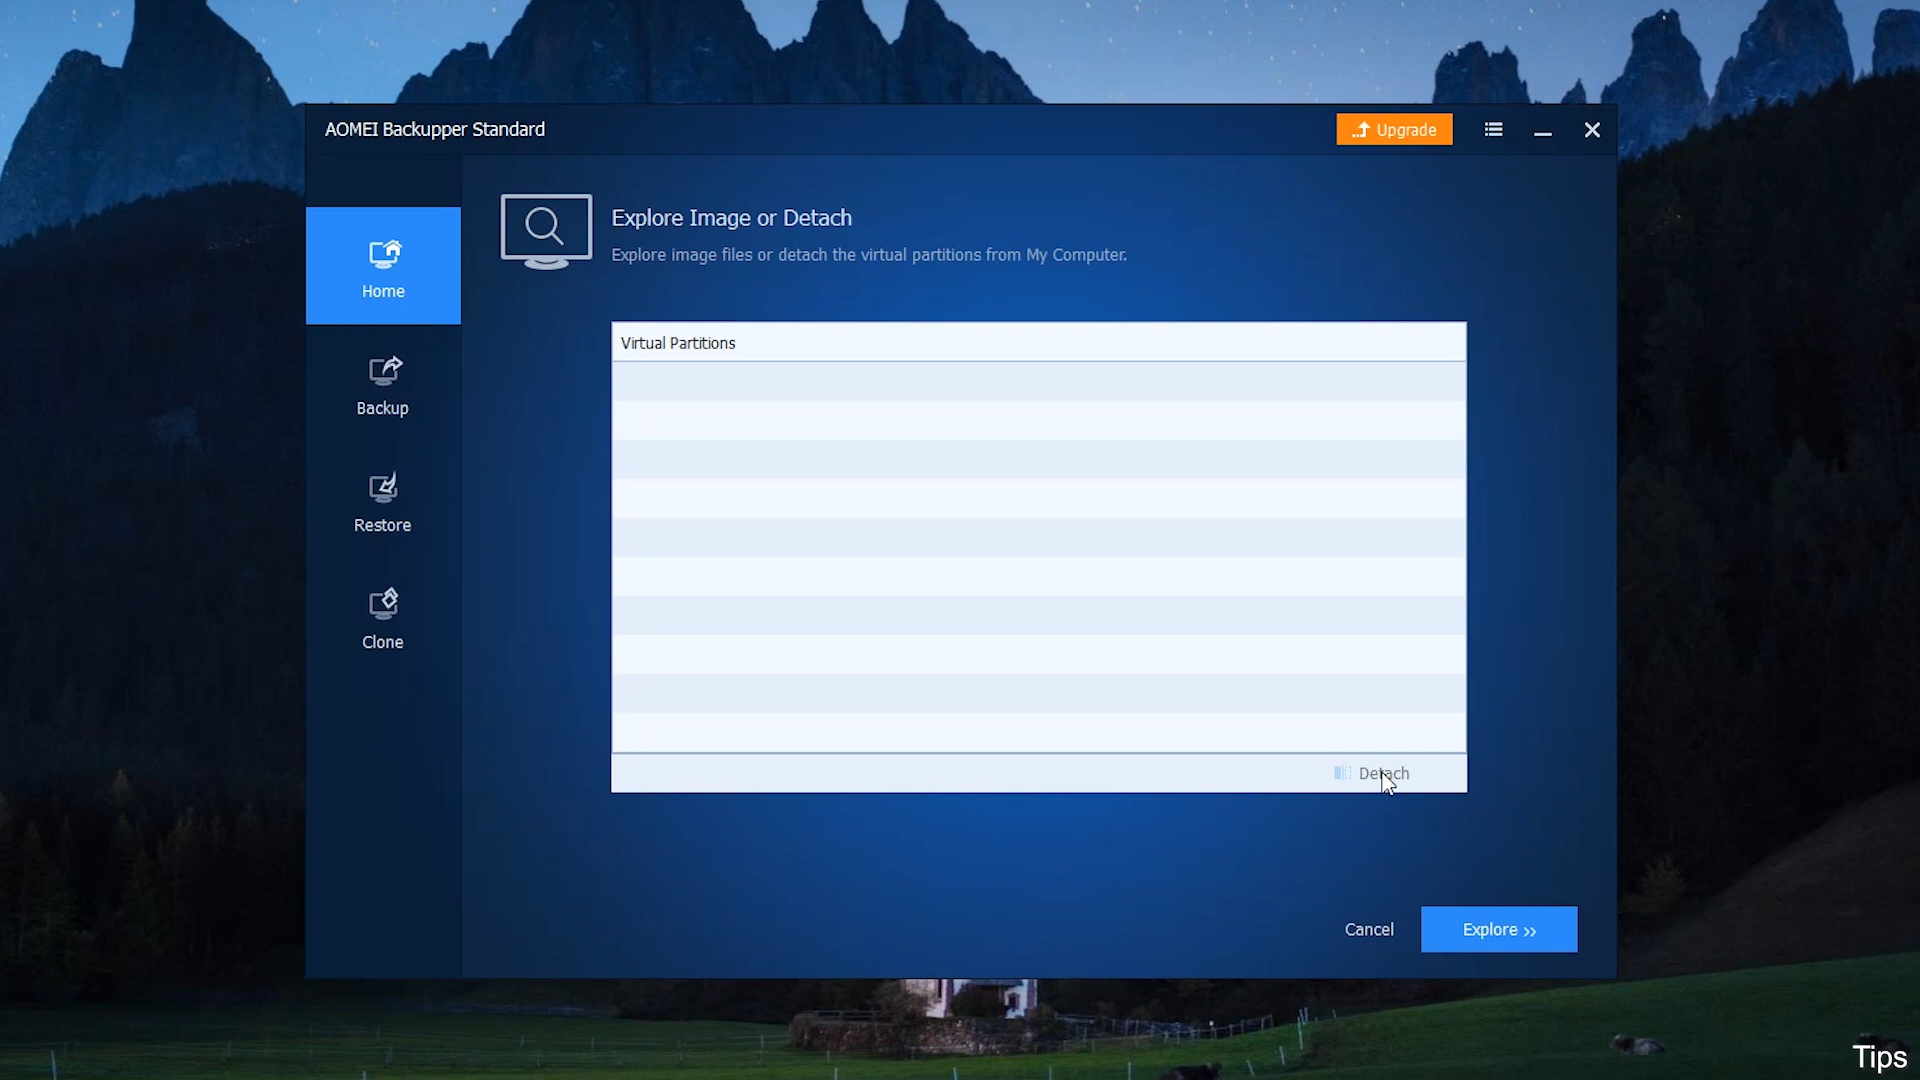 AOMEI Backupper Standard
Upgrade
Home
Backup
Restore
Clone
Explore Image or Detach
Explore image files or detach the virtual partitions from My Computer.
Virtual Partitions
Detach
Cancel
Explore >>
Tips